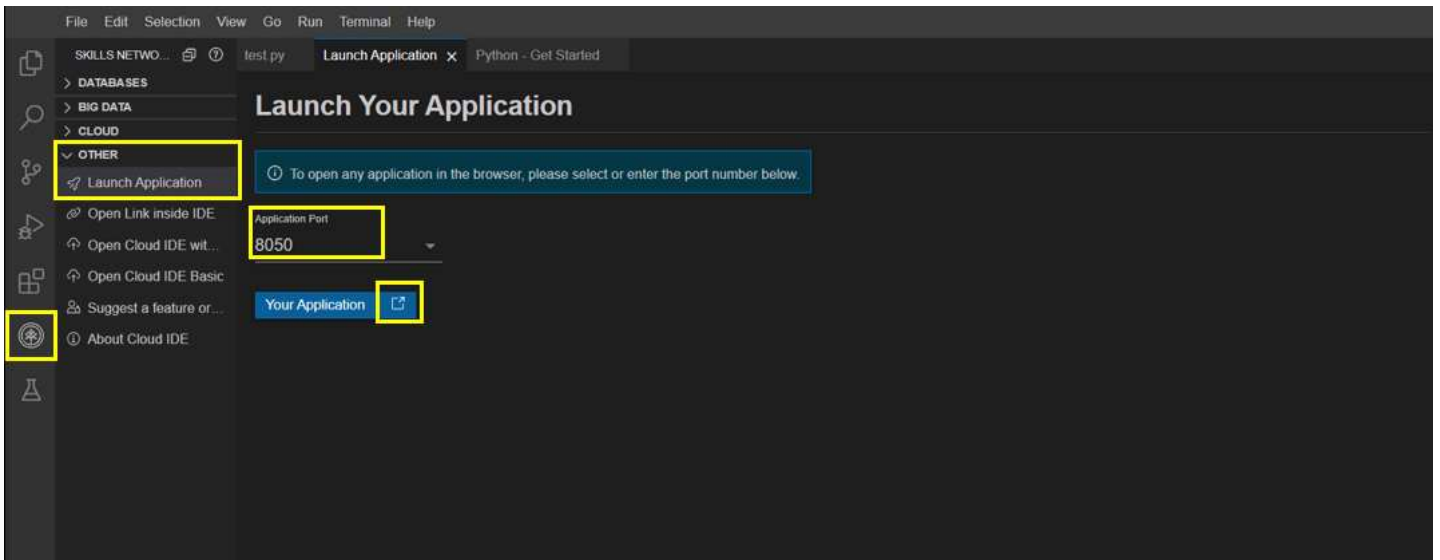 File Edit Selection View Go Run Terminal Help
SKILLS NETWO...
test.py Launch Application Python - Get Started
DATABASES
BIG DATA
CLOUD
OTHER
Launch Application
Open Link inside IDE
Open Cloud IDE wit...
Open Cloud IDE Basic
Suggest a feature or...
About Cloud IDE
Launch Your Application
To open any application in the browser, please select or enter the port number below.
Application Port
8050
Your Application